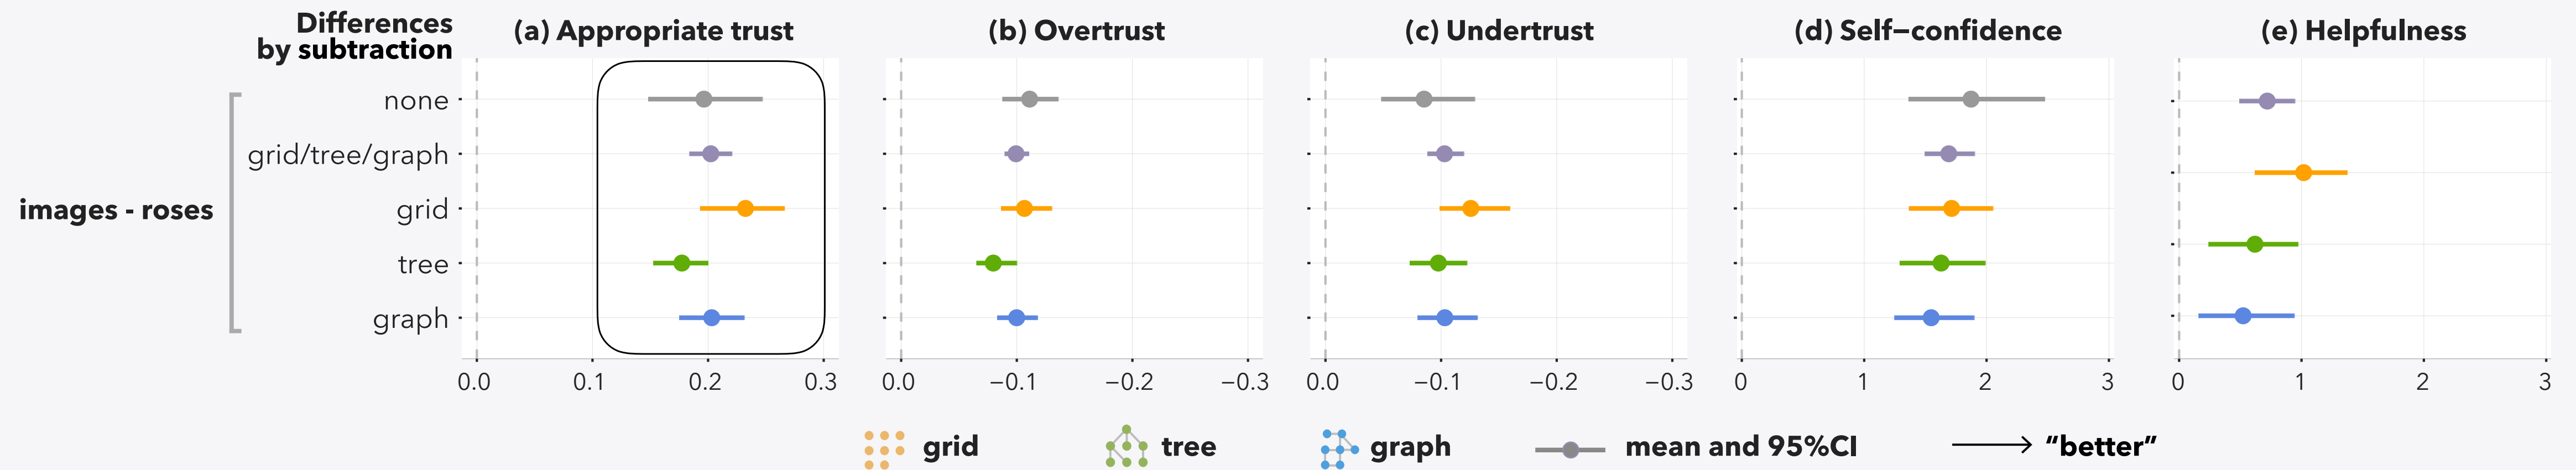 Differences
by subtraction
(a) Appropriate trust
(b) Overtrust
(c) Undertrust
(d) Self−confidence
(e) Helpfulness
images - roses
none
grid/tree/graph
grid
tree
graph
0.0 0.1 0.2 0.3
0.0 −0.1 −0.2 −0.3
0.0 −0.1 −0.2 −0.3
0 1 2 3
0 1 2 3
grid tree graph mean and 95%CI “better”